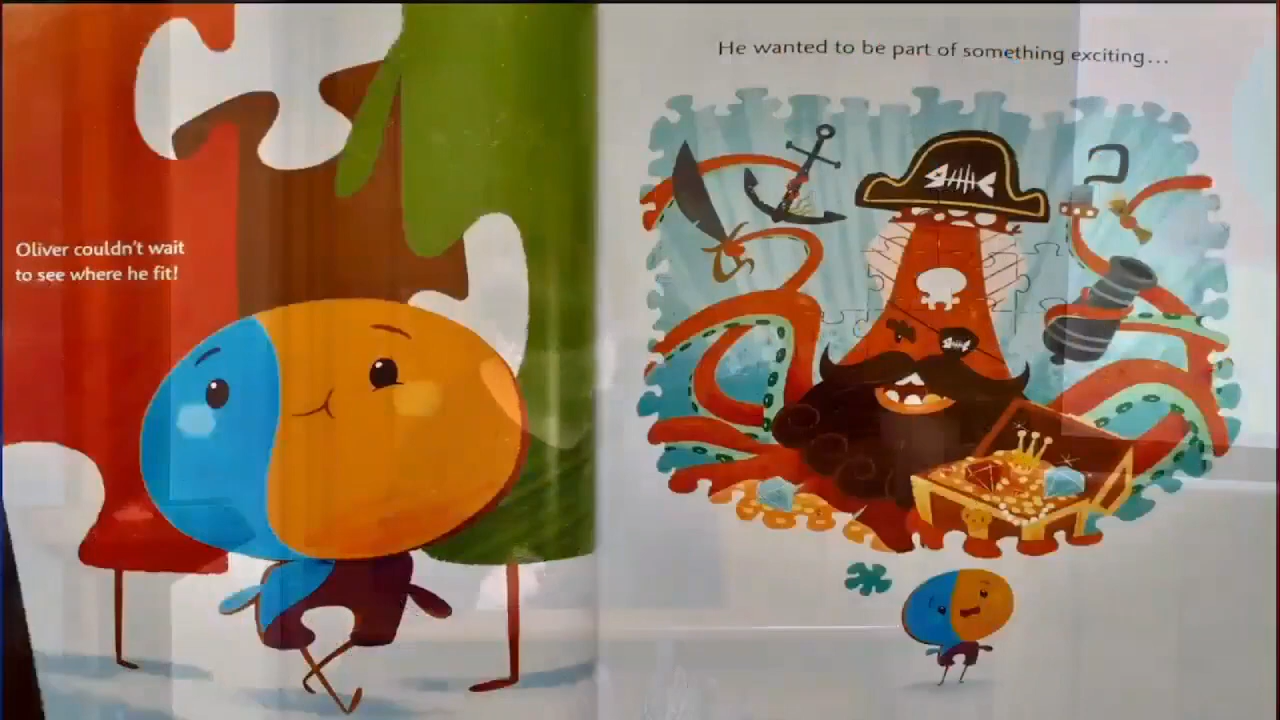 Oliver couldn't wait
to see where he fit!
He wanted to be part of something exciting...